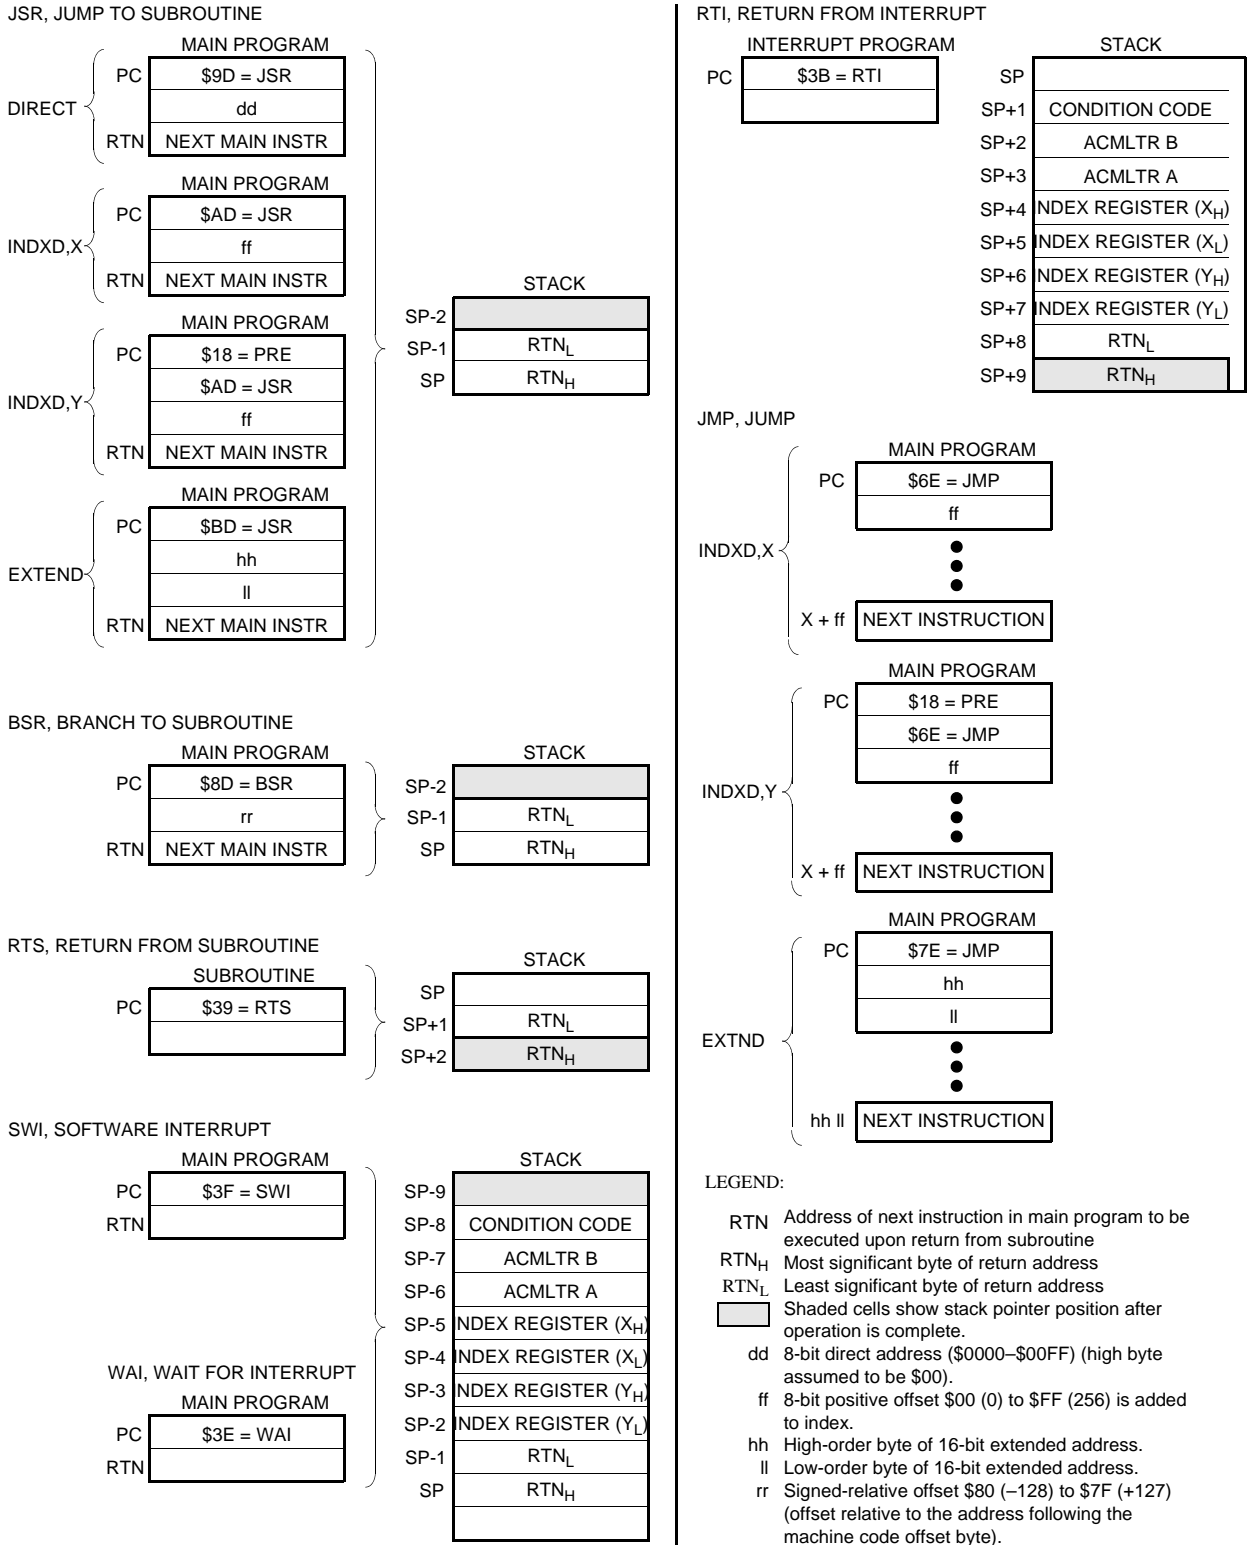 JSR, JUMP TO SUBROUTINE
MAIN PROGRAM
DIRECT
PC $9D = JSR
dd
RTN NEXT MAIN INSTR
MAIN PROGRAM
INDXD,X
PC $AD = JSR
ff
RTN NEXT MAIN INSTR
MAIN PROGRAM
INDXD,Y
PC $18 = PRE
$AD = JSR
ff
RTN NEXT MAIN INSTR
MAIN PROGRAM
EXTEND
PC $BD = JSR
hh
ll
RTN NEXT MAIN INSTR
STACK
SP-2
SP-1 RTNL
SP RTNH
BSR, BRANCH TO SUBROUTINE
MAIN PROGRAM
PC $8D = BSR
rr
RTN NEXT MAIN INSTR
STACK
SP-2
SP-1 RTNL
SP RTNH
RTS, RETURN FROM SUBROUTINE
SUBROUTINE
PC $39 = RTS
STACK
SP
SP+1 RTNL
SP+2 RTNH
SWI, SOFTWARE INTERRUPT
MAIN PROGRAM
PC $3F = SWI
RTN
WAI, WAIT FOR INTERRUPT
MAIN PROGRAM
PC $3E = WAI
RTN
STACK
SP-9
SP-8 CONDITION CODE
SP-7 ACMLTR B
SP-6 ACMLTR A
SP-5 NDEX REGISTER (XH)
SP-4 INDEX REGISTER (XL)
SP-3 NDEX REGISTER (YH)
SP-2 INDEX REGISTER (YL)
SP-1 RTNL
SP RTNH
RTI, RETURN FROM INTERRUPT
INTERRUPT PROGRAM
PC $3B = RTI
STACK
SP
SP+1 CONDITION CODE
SP+2 ACMLTR B
SP+3 ACMLTR A
SP+4 NDEX REGISTER (XH)
SP+5 INDEX REGISTER (XL)
SP+6 INDEX REGISTER (YH)
SP+7 INDEX REGISTER (YL)
SP+8 RTNL
SP+9 RTNH
JMP, JUMP
MAIN PROGRAM
INDXD,X
PC $6E = JMP
ff
X + ff NEXT INSTRUCTION
MAIN PROGRAM
INDXD,Y
PC $18 = PRE
$6E = JMP
ff
X + ff NEXT INSTRUCTION
MAIN PROGRAM
EXTND
PC $7E = JMP
hh
ll
hh ll NEXT INSTRUCTION
LEGEND:
RTN Address of next instruction in main program to be
executed upon return from subroutine
RTNH Most significant byte of return address
RTNL Least significant byte of return address
Shaded cells show stack pointer position after
operation is complete.
dd 8-bit direct address ($0000–$00FF) (high byte
assumed to be $00).
ff 8-bit positive offset $00 (0) to $FF (256) is added
to index.
hh High-order byte of 16-bit extended address.
ll Low-order byte of 16-bit extended address.
rr Signed-relative offset $80 (–128) to $7F (+127)
(offset relative to the address following the
machine code offset byte).